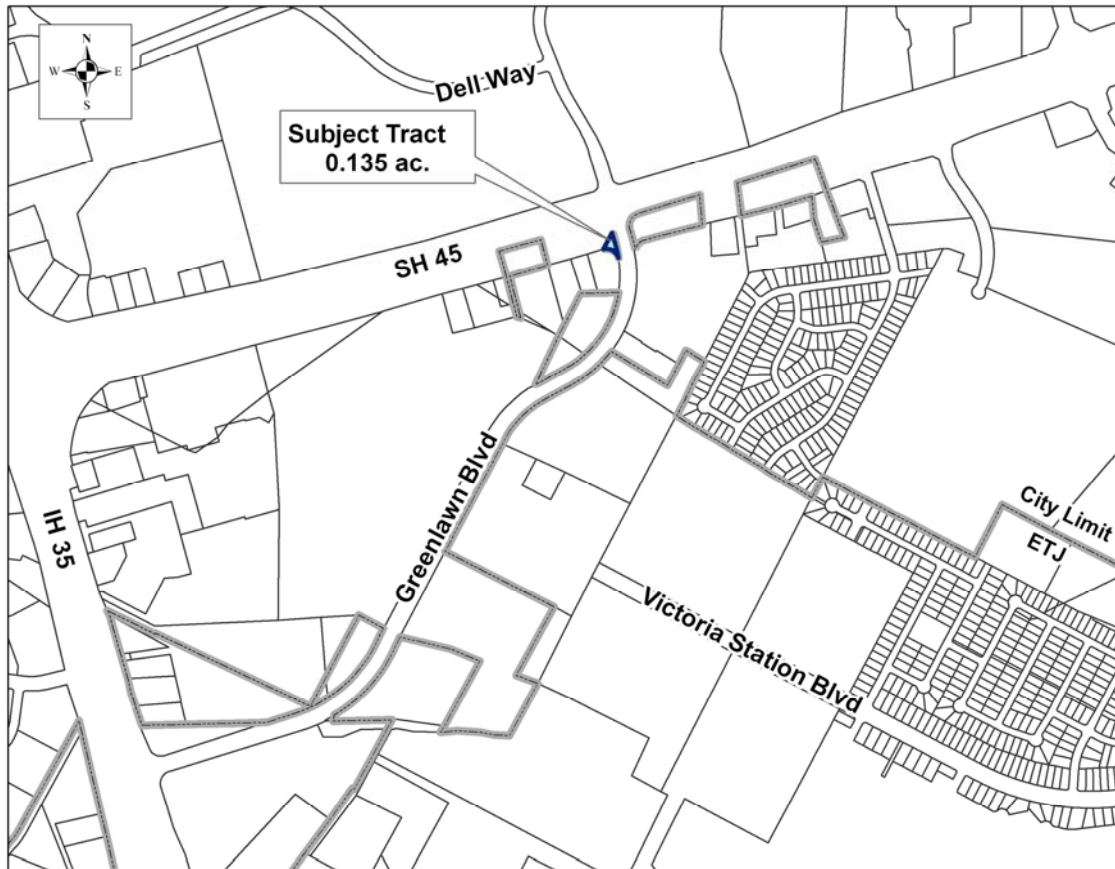 N
W E
S
Dell Way
Subject Tract
0.135 ac.
SH 45
IH 35
Greenlawn Blvd
City Limit
ETJ
Victoria Station Blvd